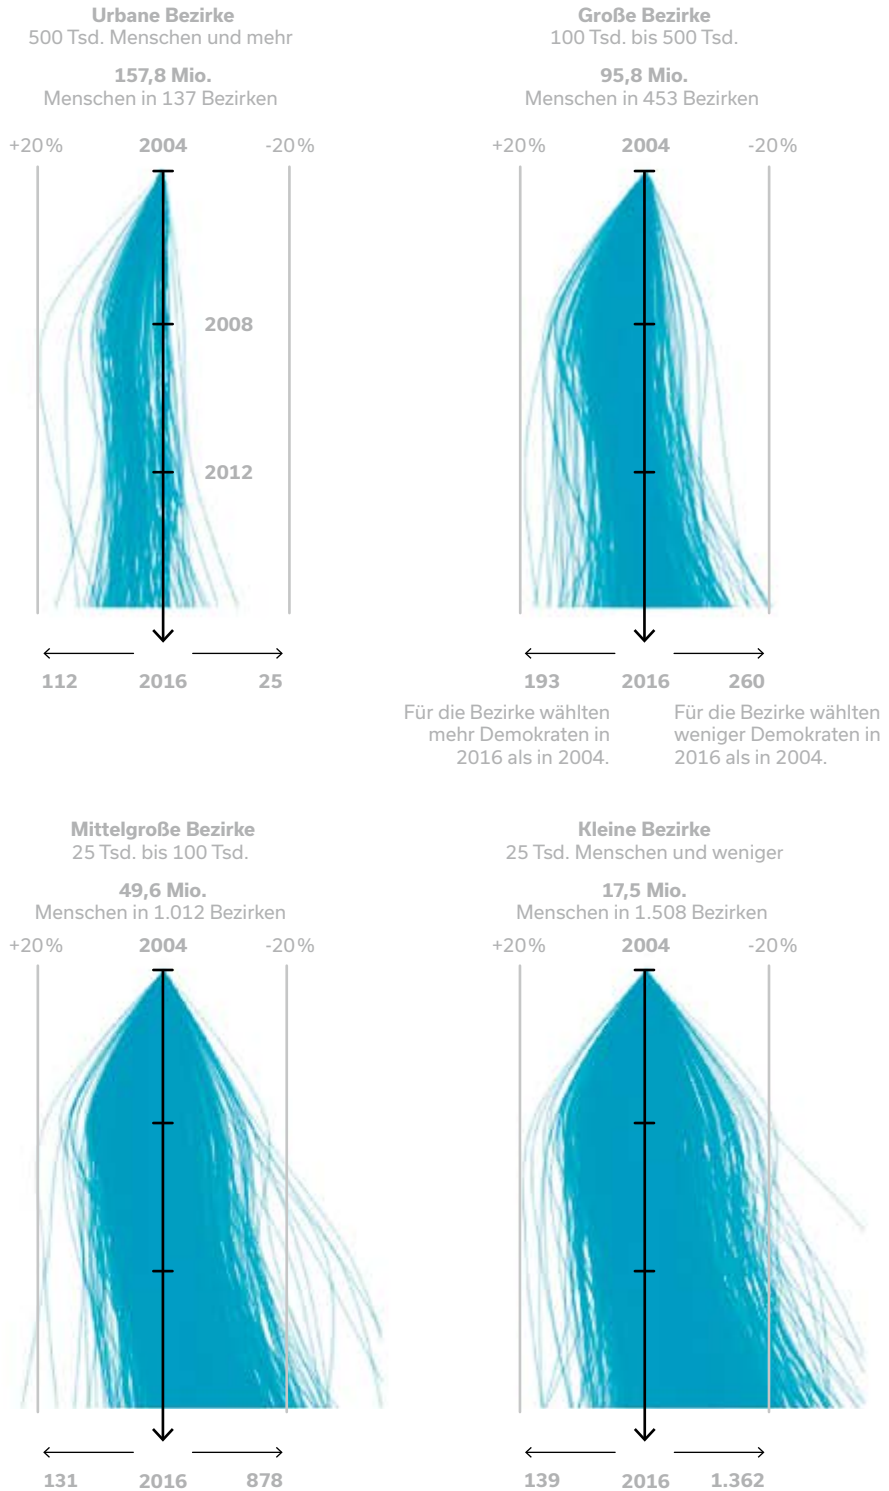 Urbane Bezirke
500 Tsd. Menschen und mehr
157,8 Mio.
Menschen in 137 Bezirken
+20 %
2004
-20 %
2008
2012
112
2016
25
Große Bezirke
100 Tsd. bis 500 Tsd.
95,8 Mio.
Menschen in 453 Bezirken
+20 %
2004
-20 %
193
2016
260
Für die Bezirke wählten
mehr Demokraten in
2016 als in 2004.
Für die Bezirke wählten
weniger Demokraten in
2016 als in 2004.
Mittelgroße Bezirke
25 Tsd. bis 100 Tsd.
49,6 Mio.
Menschen in 1.012 Bezirken
+20 %
2004
-20 %
131
2016
878
Kleine Bezirke
25 Tsd. Menschen und weniger
17,5 Mio.
Menschen in 1.508 Bezirken
+20 %
2004
-20 %
139
2016
1.362